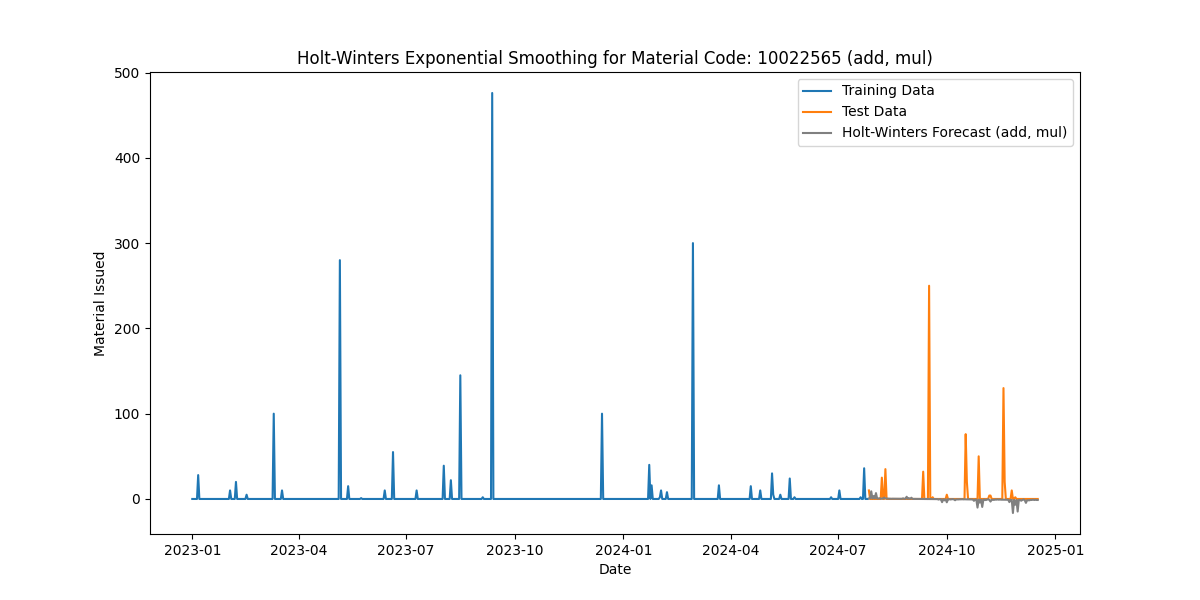 Holt-Winters Exponential Smoothing for Material Code: 10022565 (add, mul)
Training Data
Test Data
Holt-Winters Forecast (add, mul)
Material Issued
500
400
300
200
100
0
2023-01
2023-04
2023-07
2023-10
2024-01
2024-04
2024-07
2024-10
2025-01
Date